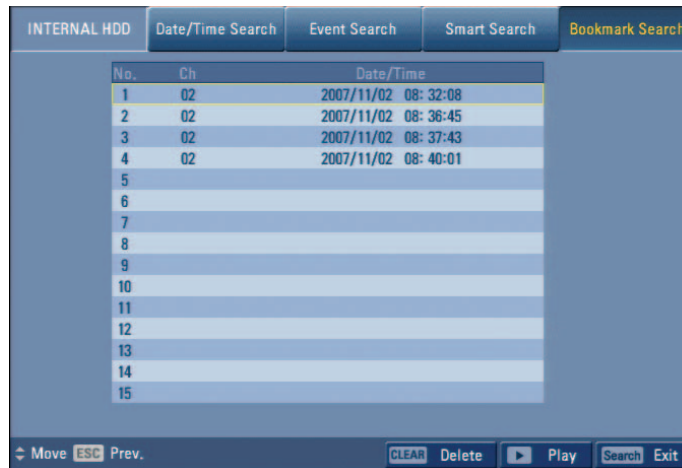 INTERNAL HDD Date/Time Search Event Search Smart Search Bookmark Search
No. Ch Date/Time
1 02 2007/11/02 08: 32:08
2 02 2007/11/02 08: 36:45
3 02 2007/11/02 08: 37:43
4 02 2007/11/02 08: 40:01
5
6
7
8
9
10
11
12
13
14
15
Move ESC Prev. CLEAR Delete Play Search Exit